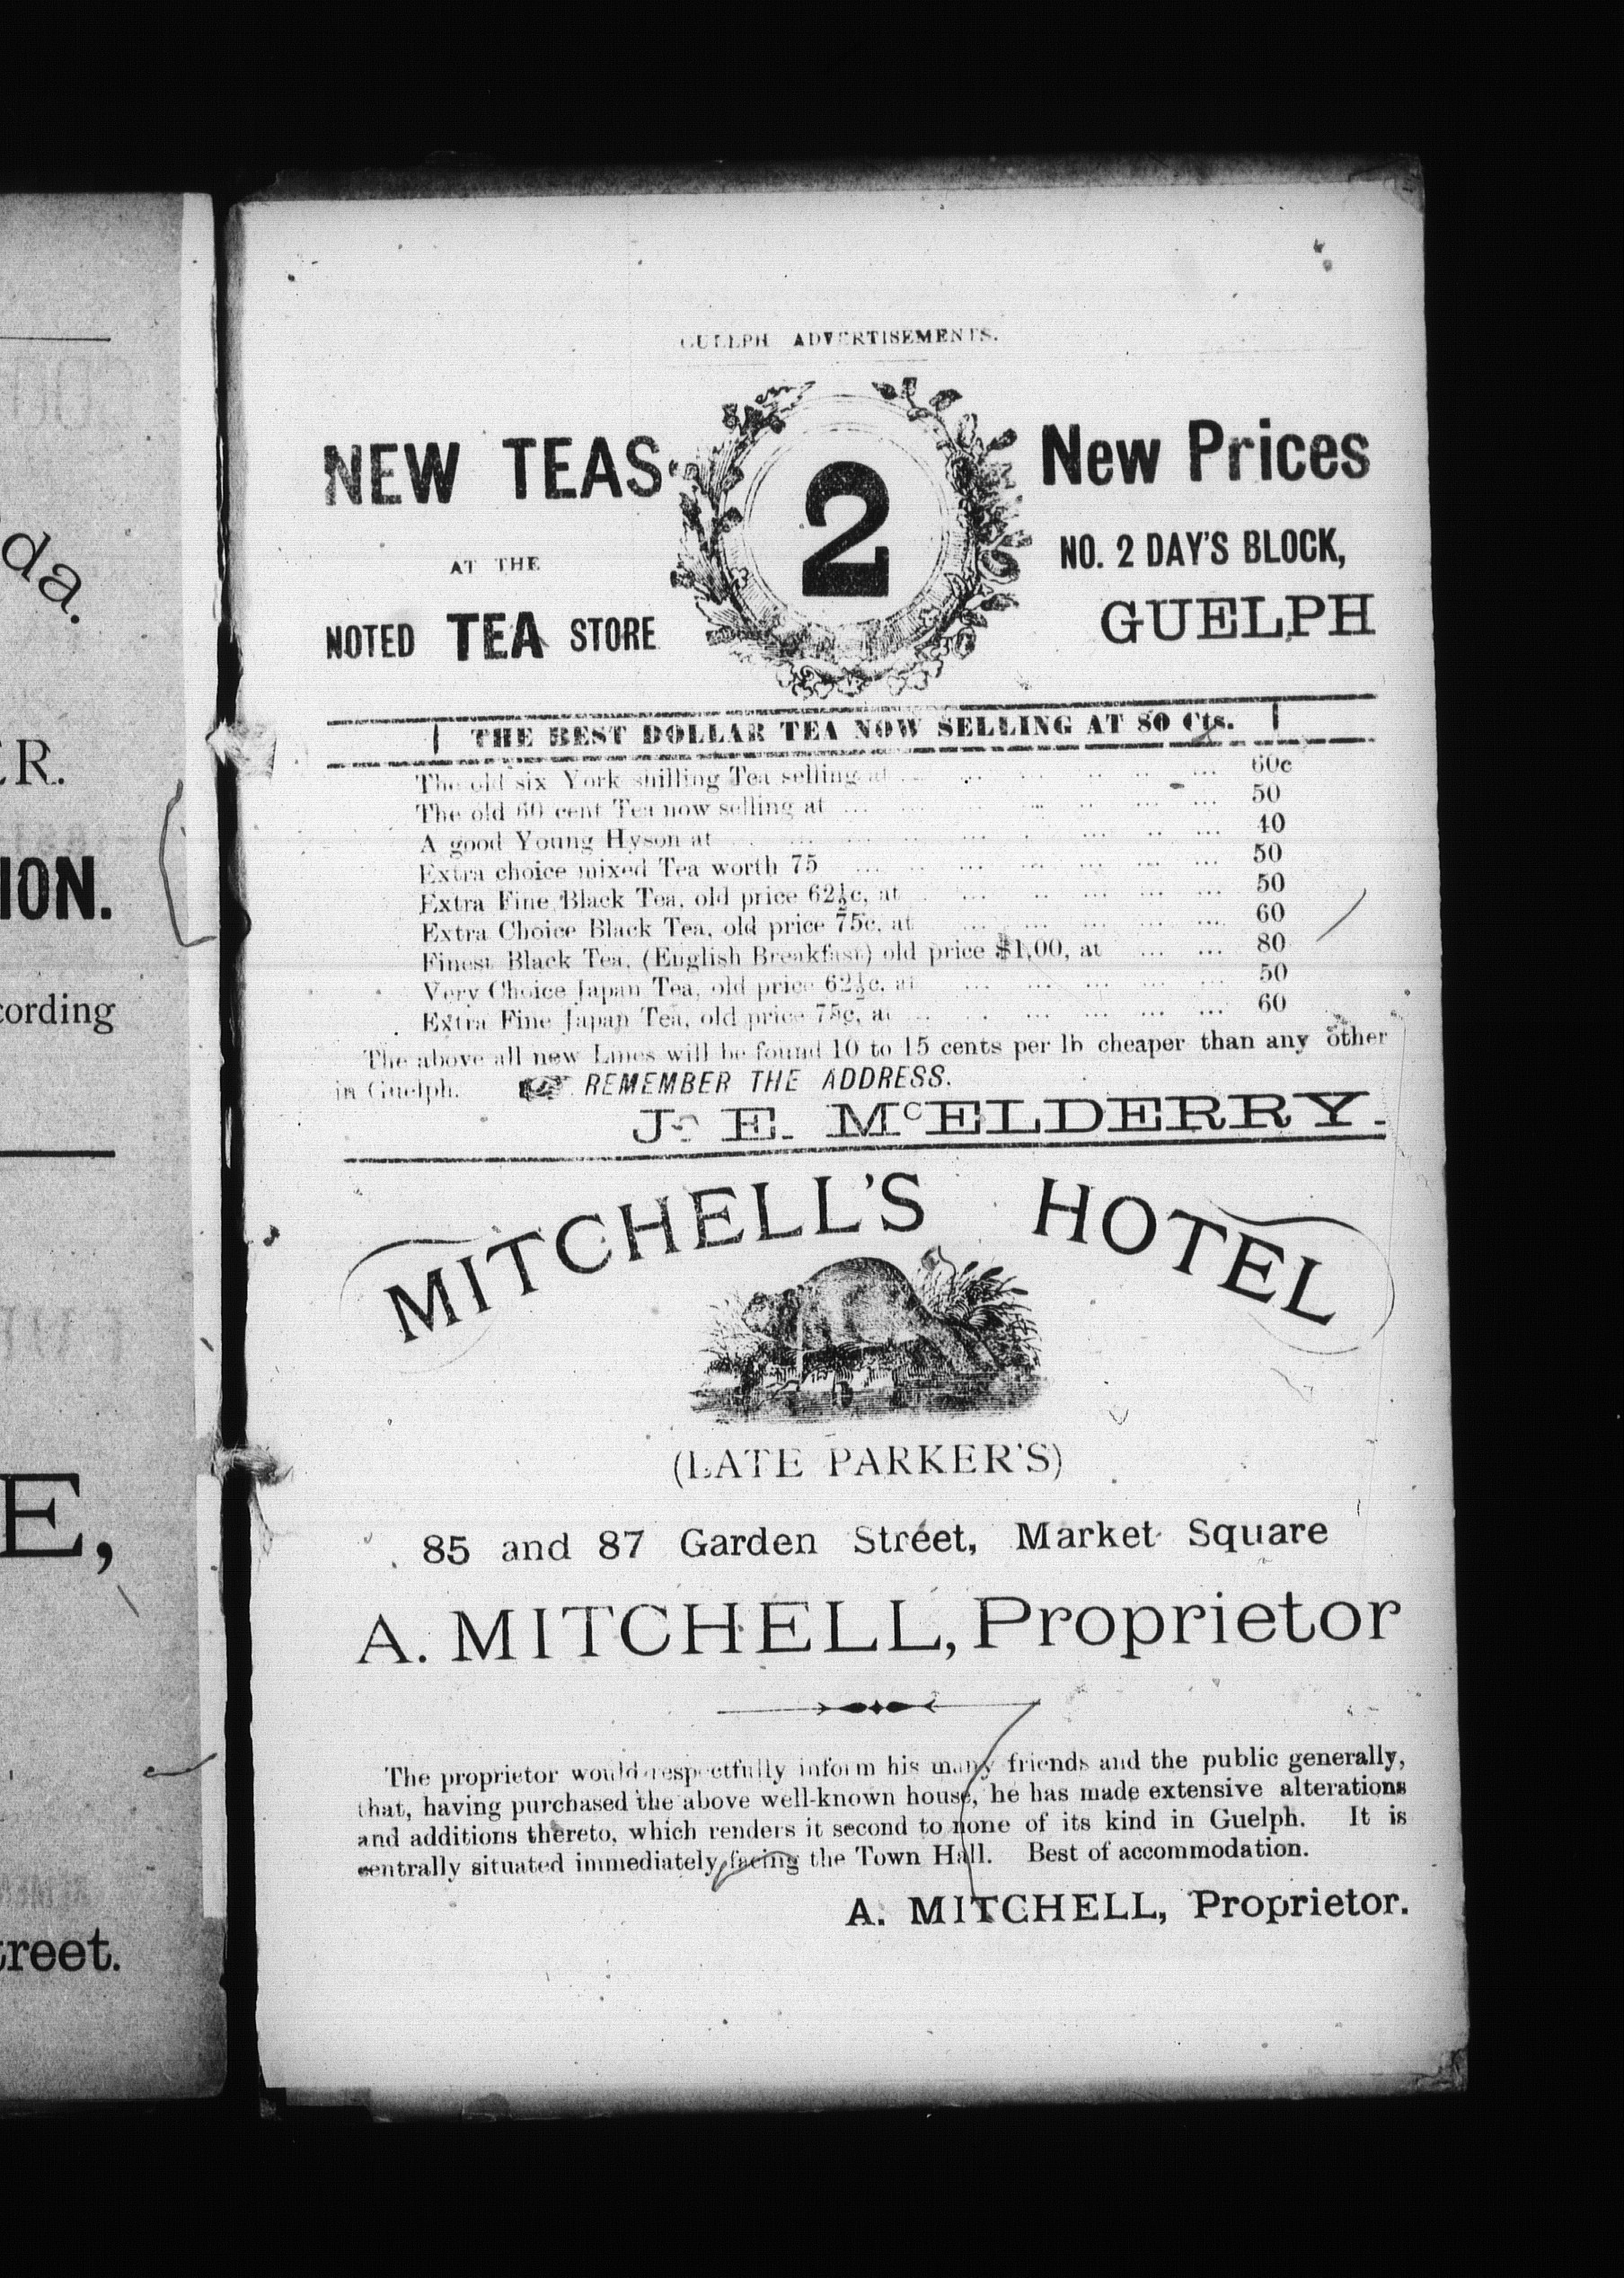 da.
ER.
ION.
cording
E,
treet.
GUELPH ADVERTISEMENTS.
NEW TEAS
AT THE
NOTED TEA STORE
2
New Prices
NO. 2 DAY'S BLOCK,
GUELPH
THE BEST DOLLAR TEA NOW SELLING AT 80 Cts.
The old six York shilling Tea selling at ... ... ... ... ... ... 60c
The old 60 cent Tea now selling at ... ... ... ... ... ... ... 50
A good Young Hyson at ... ... ... ... ... ... ... 40
Extra choice mixed Tea worth 75 ... ... ... ... ... ... ... 50
Extra Fine Black Tea, old price 62½c, at ... ... ... ... ... 50
Extra Choice Black Tea, old price 75c, at ... ... ... ... ... 60
Finest Black Tea, (English Breakfast) old price $1,00, at ... ... 80
Very Choice Japan Tea, old price 62½c, at ... ... ... ... ... 50
Extra Fine Japan Tea, old price 75c, at ... ... ... ... ... ... 60
The above all new Lines will be found 10 to 15 cents per lb cheaper than any other
in Guelph. REMEMBER THE ADDRESS.
J. E. McELDERRY.
MITCHELL'S HOTEL
(LATE PARKER'S)
85 and 87 Garden Street, Market Square
A. MITCHELL, Proprietor
The proprietor would respectfully inform his many friends and the public generally,
that, having purchased the above well-known house, he has made extensive alterations
and additions thereto, which renders it second to none of its kind in Guelph. It is
centrally situated immediately facing the Town Hall. Best of accommodation.
A. MITCHELL, Proprietor.